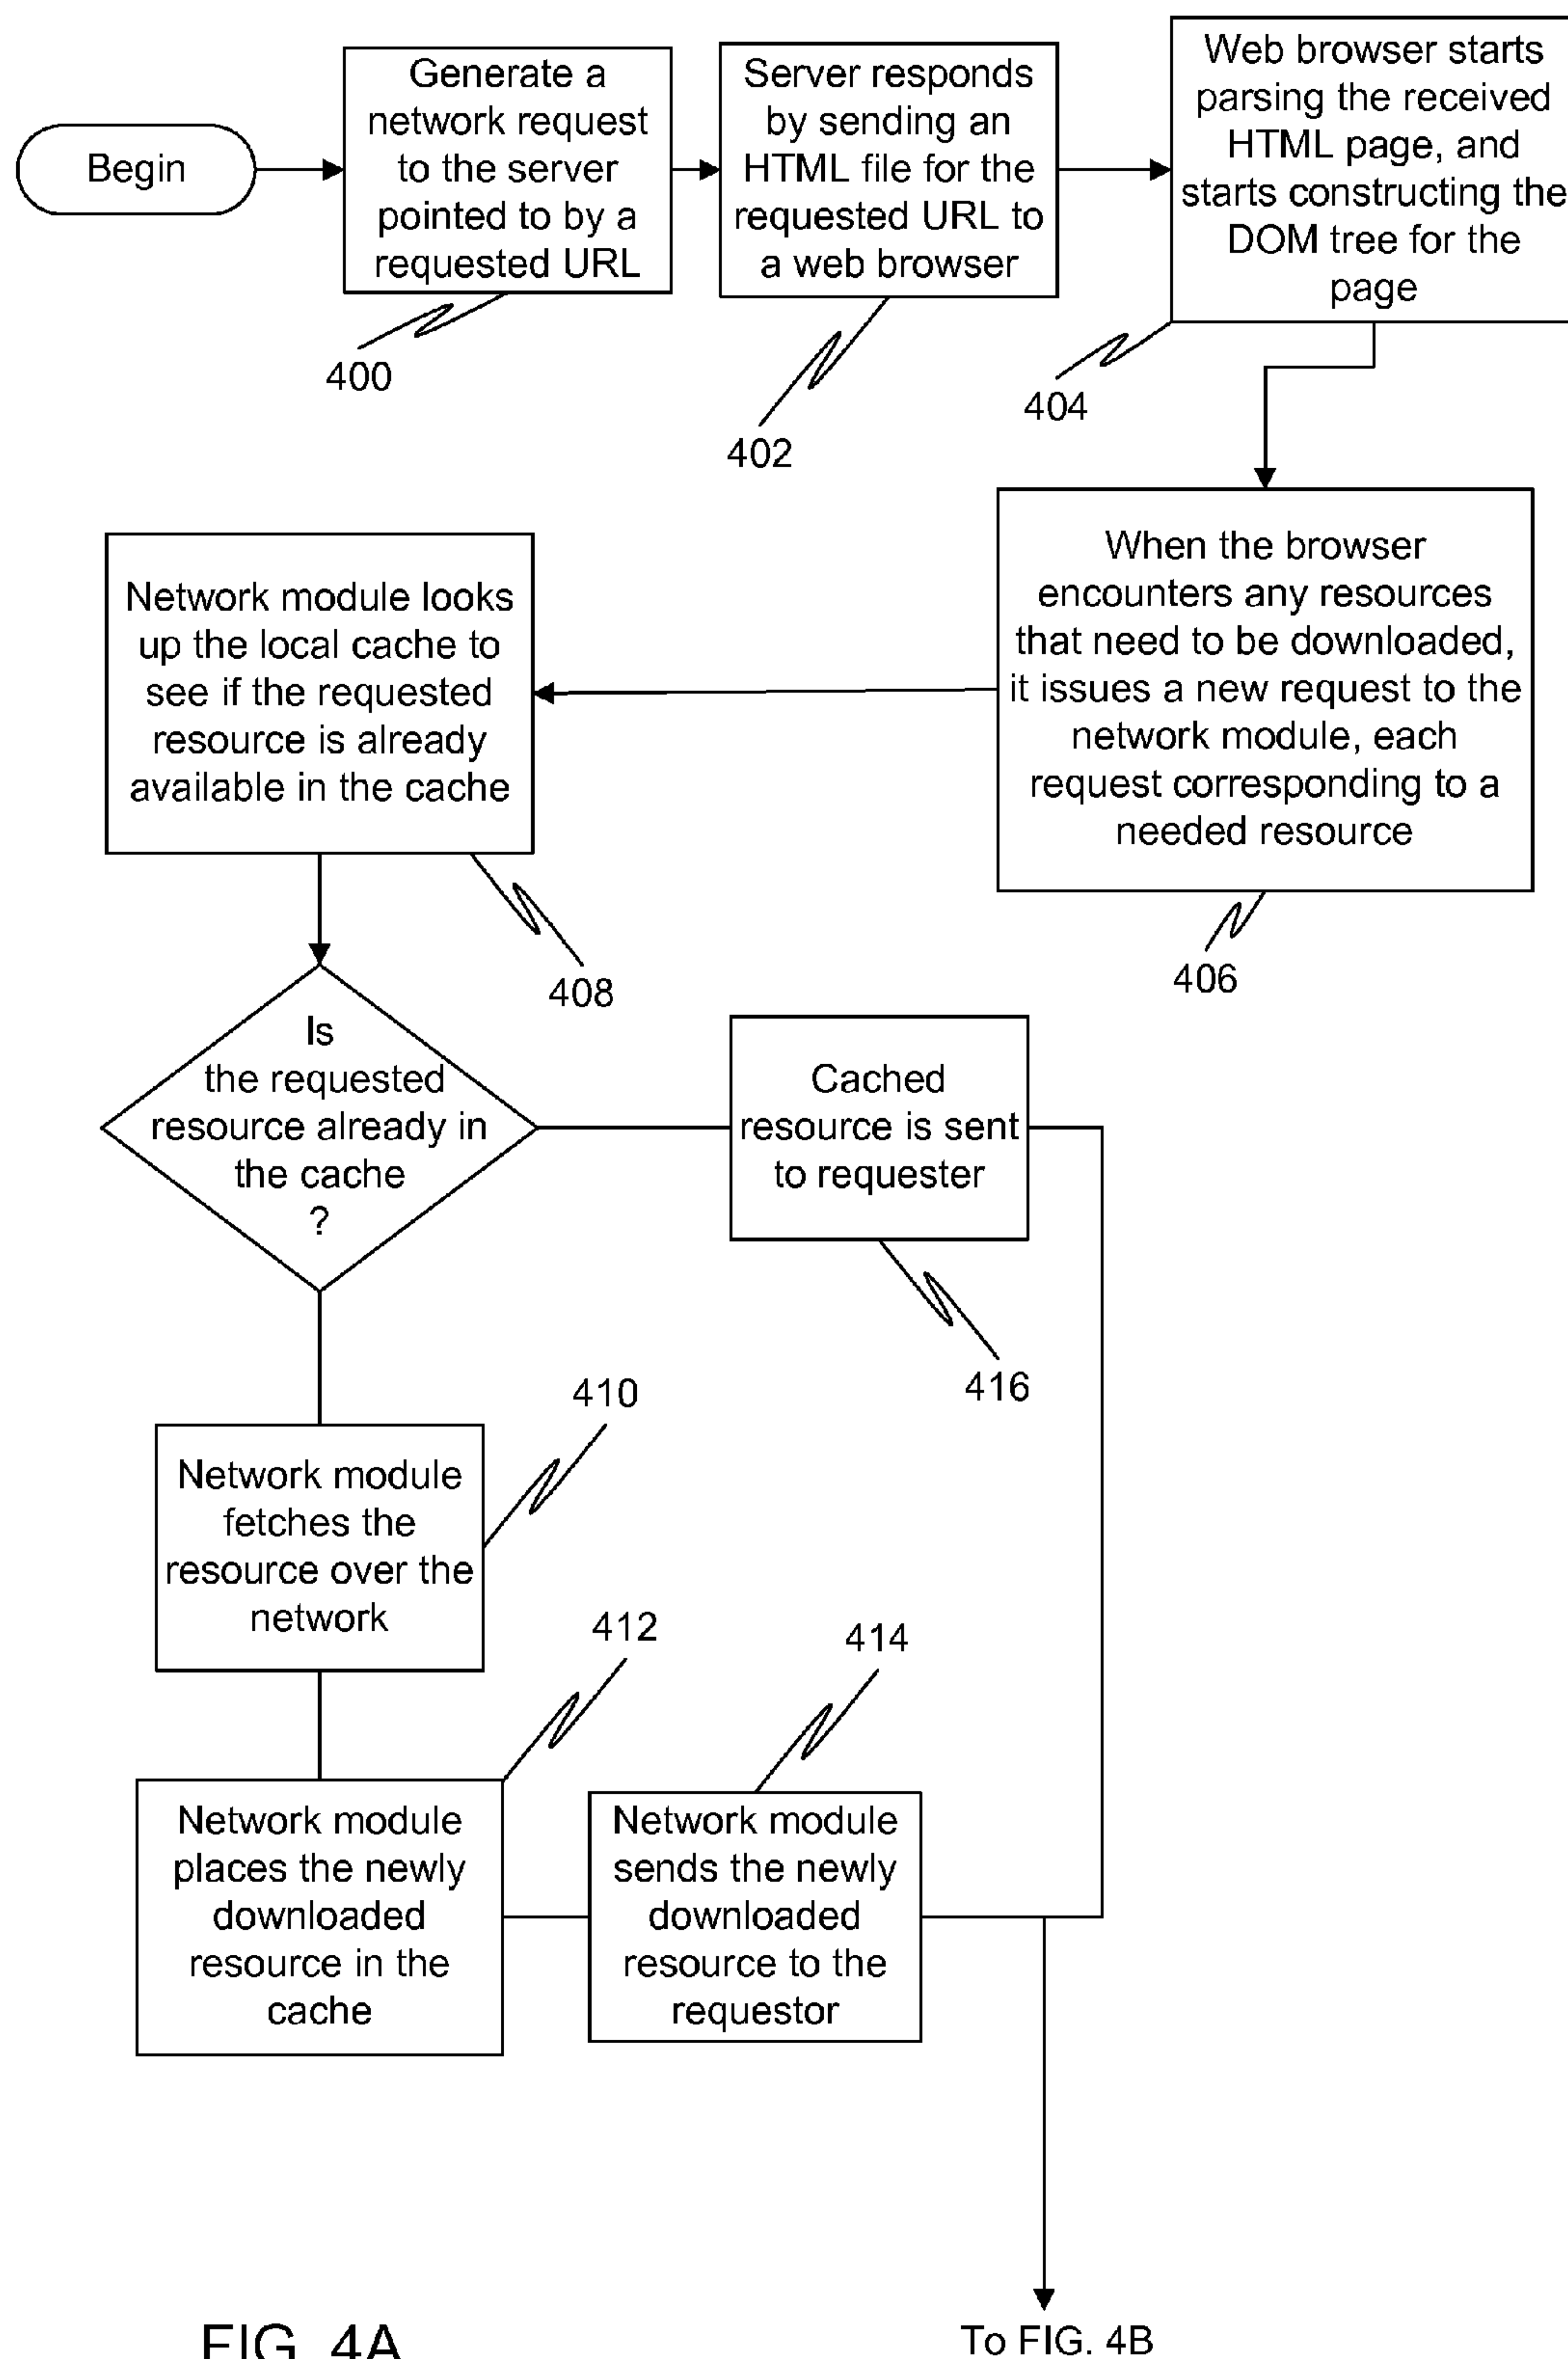 Begin
Generate a
network request
to the server
pointed to by a
requested URL
400
Server responds
by sending an
HTML file for the
requested URL to
a web browser
402
Web browser starts
parsing the received
HTML page, and
starts constructing the
DOM tree for the
page
404
When the browser
encounters any resources
that need to be downloaded,
it issues a new request to the
network module, each
request corresponding to a
needed resource
406
Network module looks
up the local cache to
see if the requested
resource is already
available in the cache
408
Is
the requested
resource already in
the cache
?
Cached
resource is sent
to requester
416
410
Network module
fetches the
resource over the
network
412
Network module
places the newly
downloaded
resource in the
cache
414
Network module
sends the newly
downloaded
resource to the
requestor
FIG. 4A
To FIG. 4B